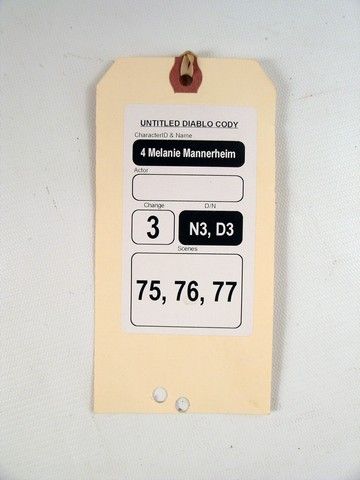 UNTITLED DIABLO CODY
CharacterID & Name
4 Melanie Mannerheim
Actor
Change D/N
3 N3, D3
Scenes
75, 76, 77